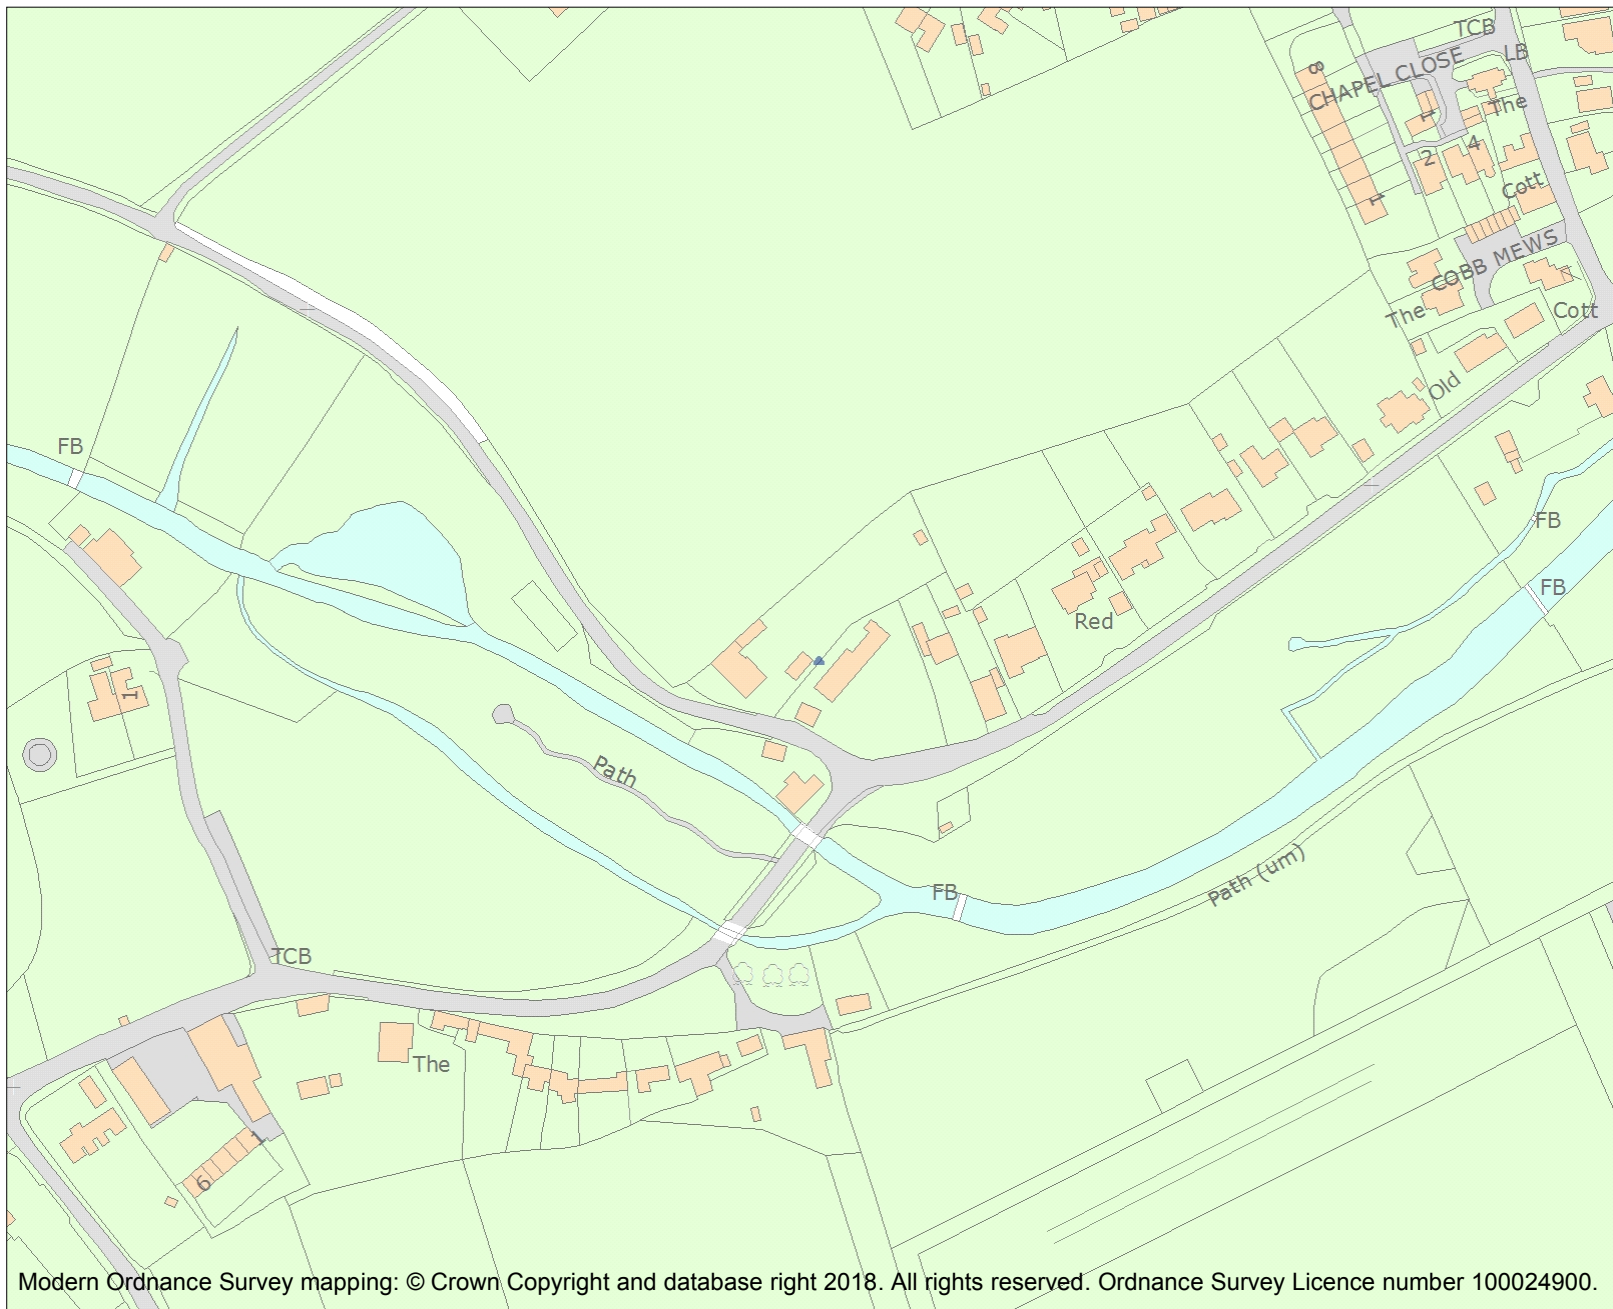 TCB
LB
CHAPEL CLOSE
8
1
The
4
2
1
Cott
COBB MEWS
The
Cott
Old
FB
FB
FB
Red
1
Path
Path (um)
FB
TCB
The
1
6
Modern Ordnance Survey mapping: © Crown Copyright and database right 2018. All rights reserved. Ordnance Survey Licence number 100024900.